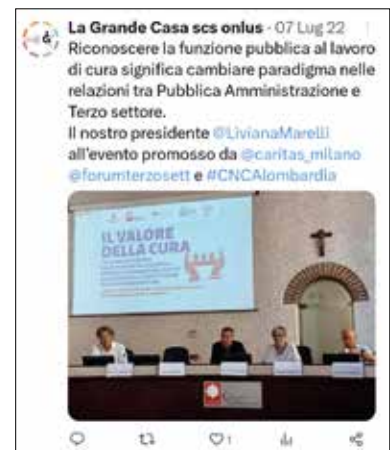 La Grande Casa scs onlus · 07 Lug 22
Riconoscere la funzione pubblica al lavoro
di cura significa cambiare paradigma nelle
relazioni tra Pubblica Amministrazione e
Terzo settore.
Il nostro presidente @LivianaMarelli
all'evento promosso da @caritas_milano
@forumterzosett e #CNCAlombardia
IL VALORE
DELLA CURA
1